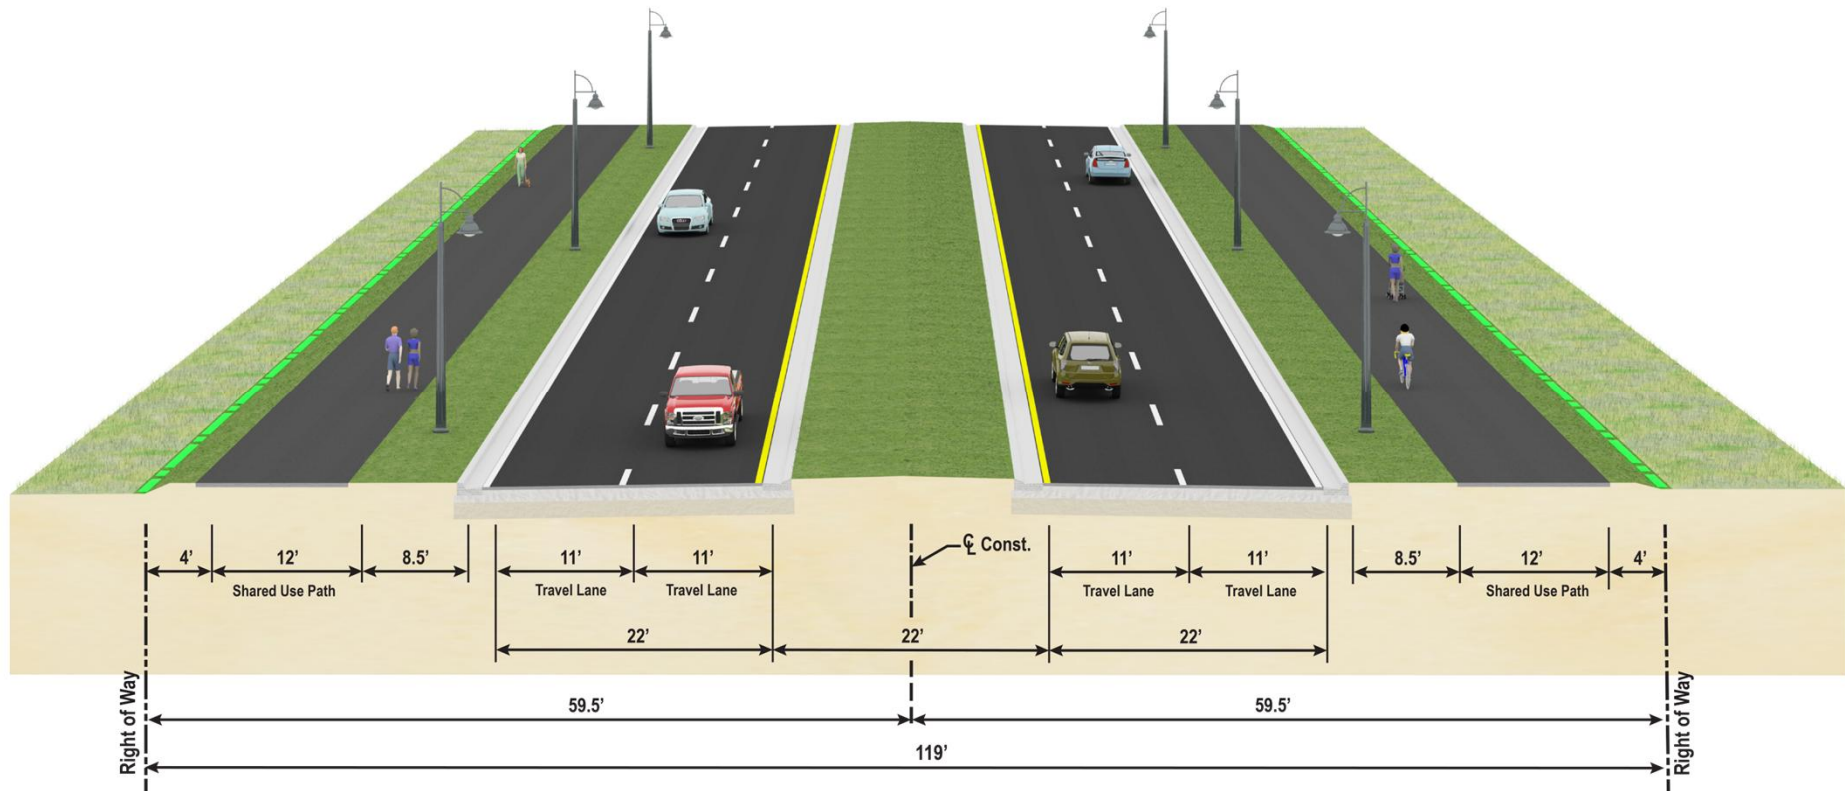 ℄ Const.
4’
12’
8.5’
11’
11’
11’
11’
8.5’
12’
4’
Shared Use Path
Travel Lane
Travel Lane
Travel Lane
Travel Lane
Shared Use Path
22’
22’
22’
Right of Way
59.5’
59.5’
Right of Way
119’